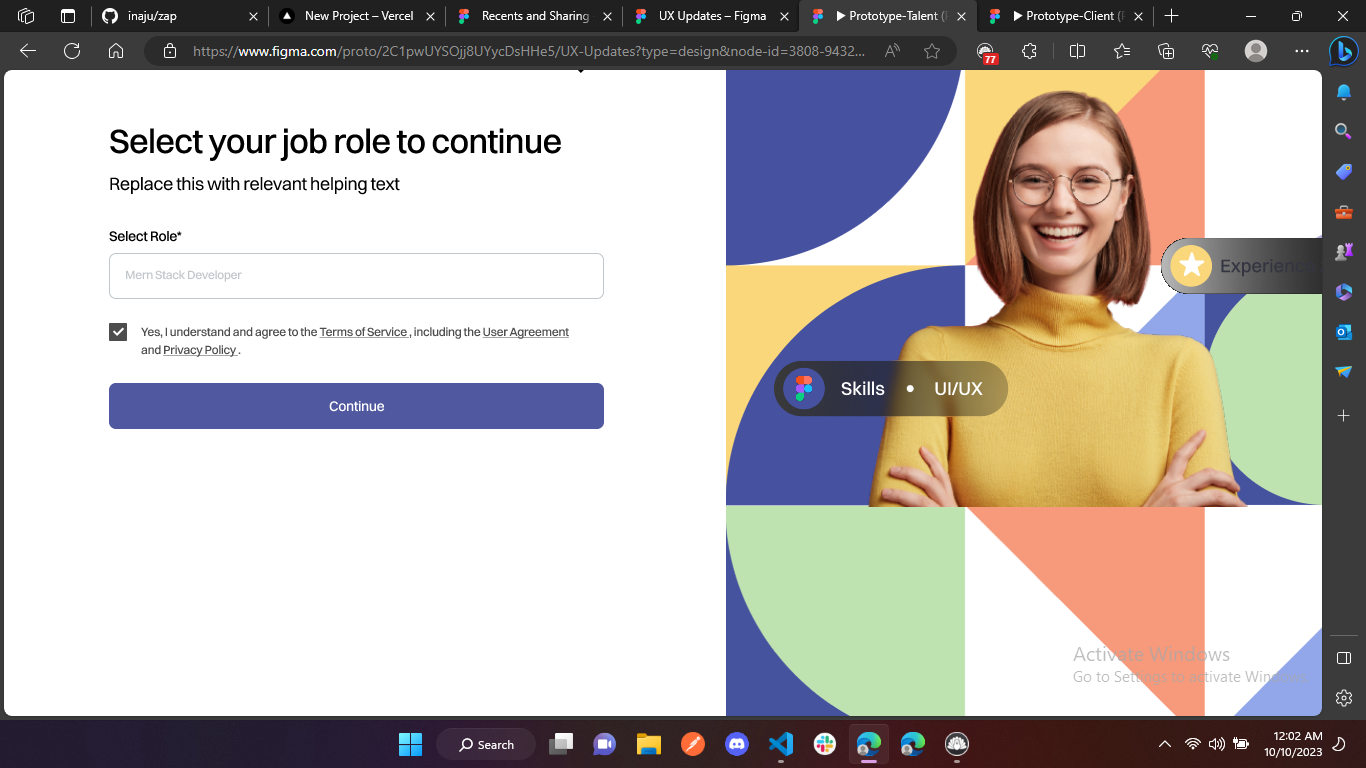 inaju/zap
New Project – Vercel
Recents and Sharing
UX Updates – Figma
Prototype-Talent (
Prototype-Client (
https://www.figma.com/proto/2C1pwUYSOjj8UYycDsHHe5/UX-Updates?type=design&node-id=3808-9432...
77
Select your job role to continue
Replace this with relevant helping text
Select Role*
Mern Stack Developer
Yes, I understand and agree to the Terms of Service , including the User Agreement
and Privacy Policy .
Continue
Experience
Skills • UI/UX
Activate Windows
Go to Settings to activate Windows.
Search
12:02 AM
10/10/2023